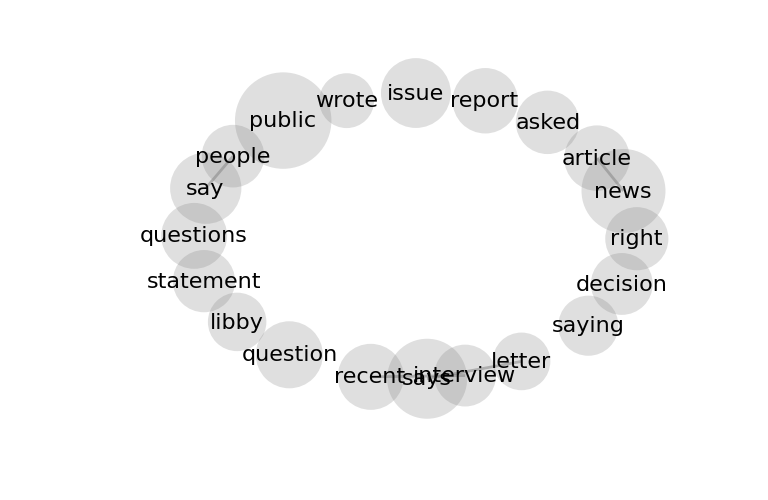 issue
wrote
report
public
asked
people
article
say
news
questions
right
statement
decision
libby
saying
question
letter
recent
says
interview